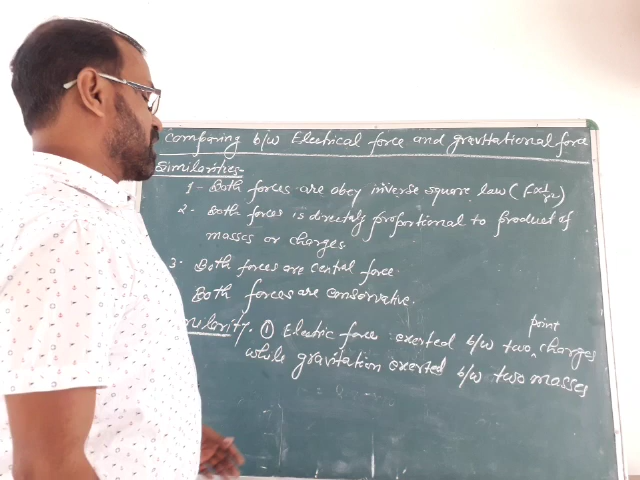 Comparing b/w Electrical force and gravitational force
Similarities-
1- Both forces are obey inverse square law (F∝1/r²)
2- Both forces is directaly proportional to product of
masses or charges
3- Both forces are central force.
Both forces are conservative.
milarity. ① Electric force exerted b/w two point charges
while gravitation exerted b/w two masses